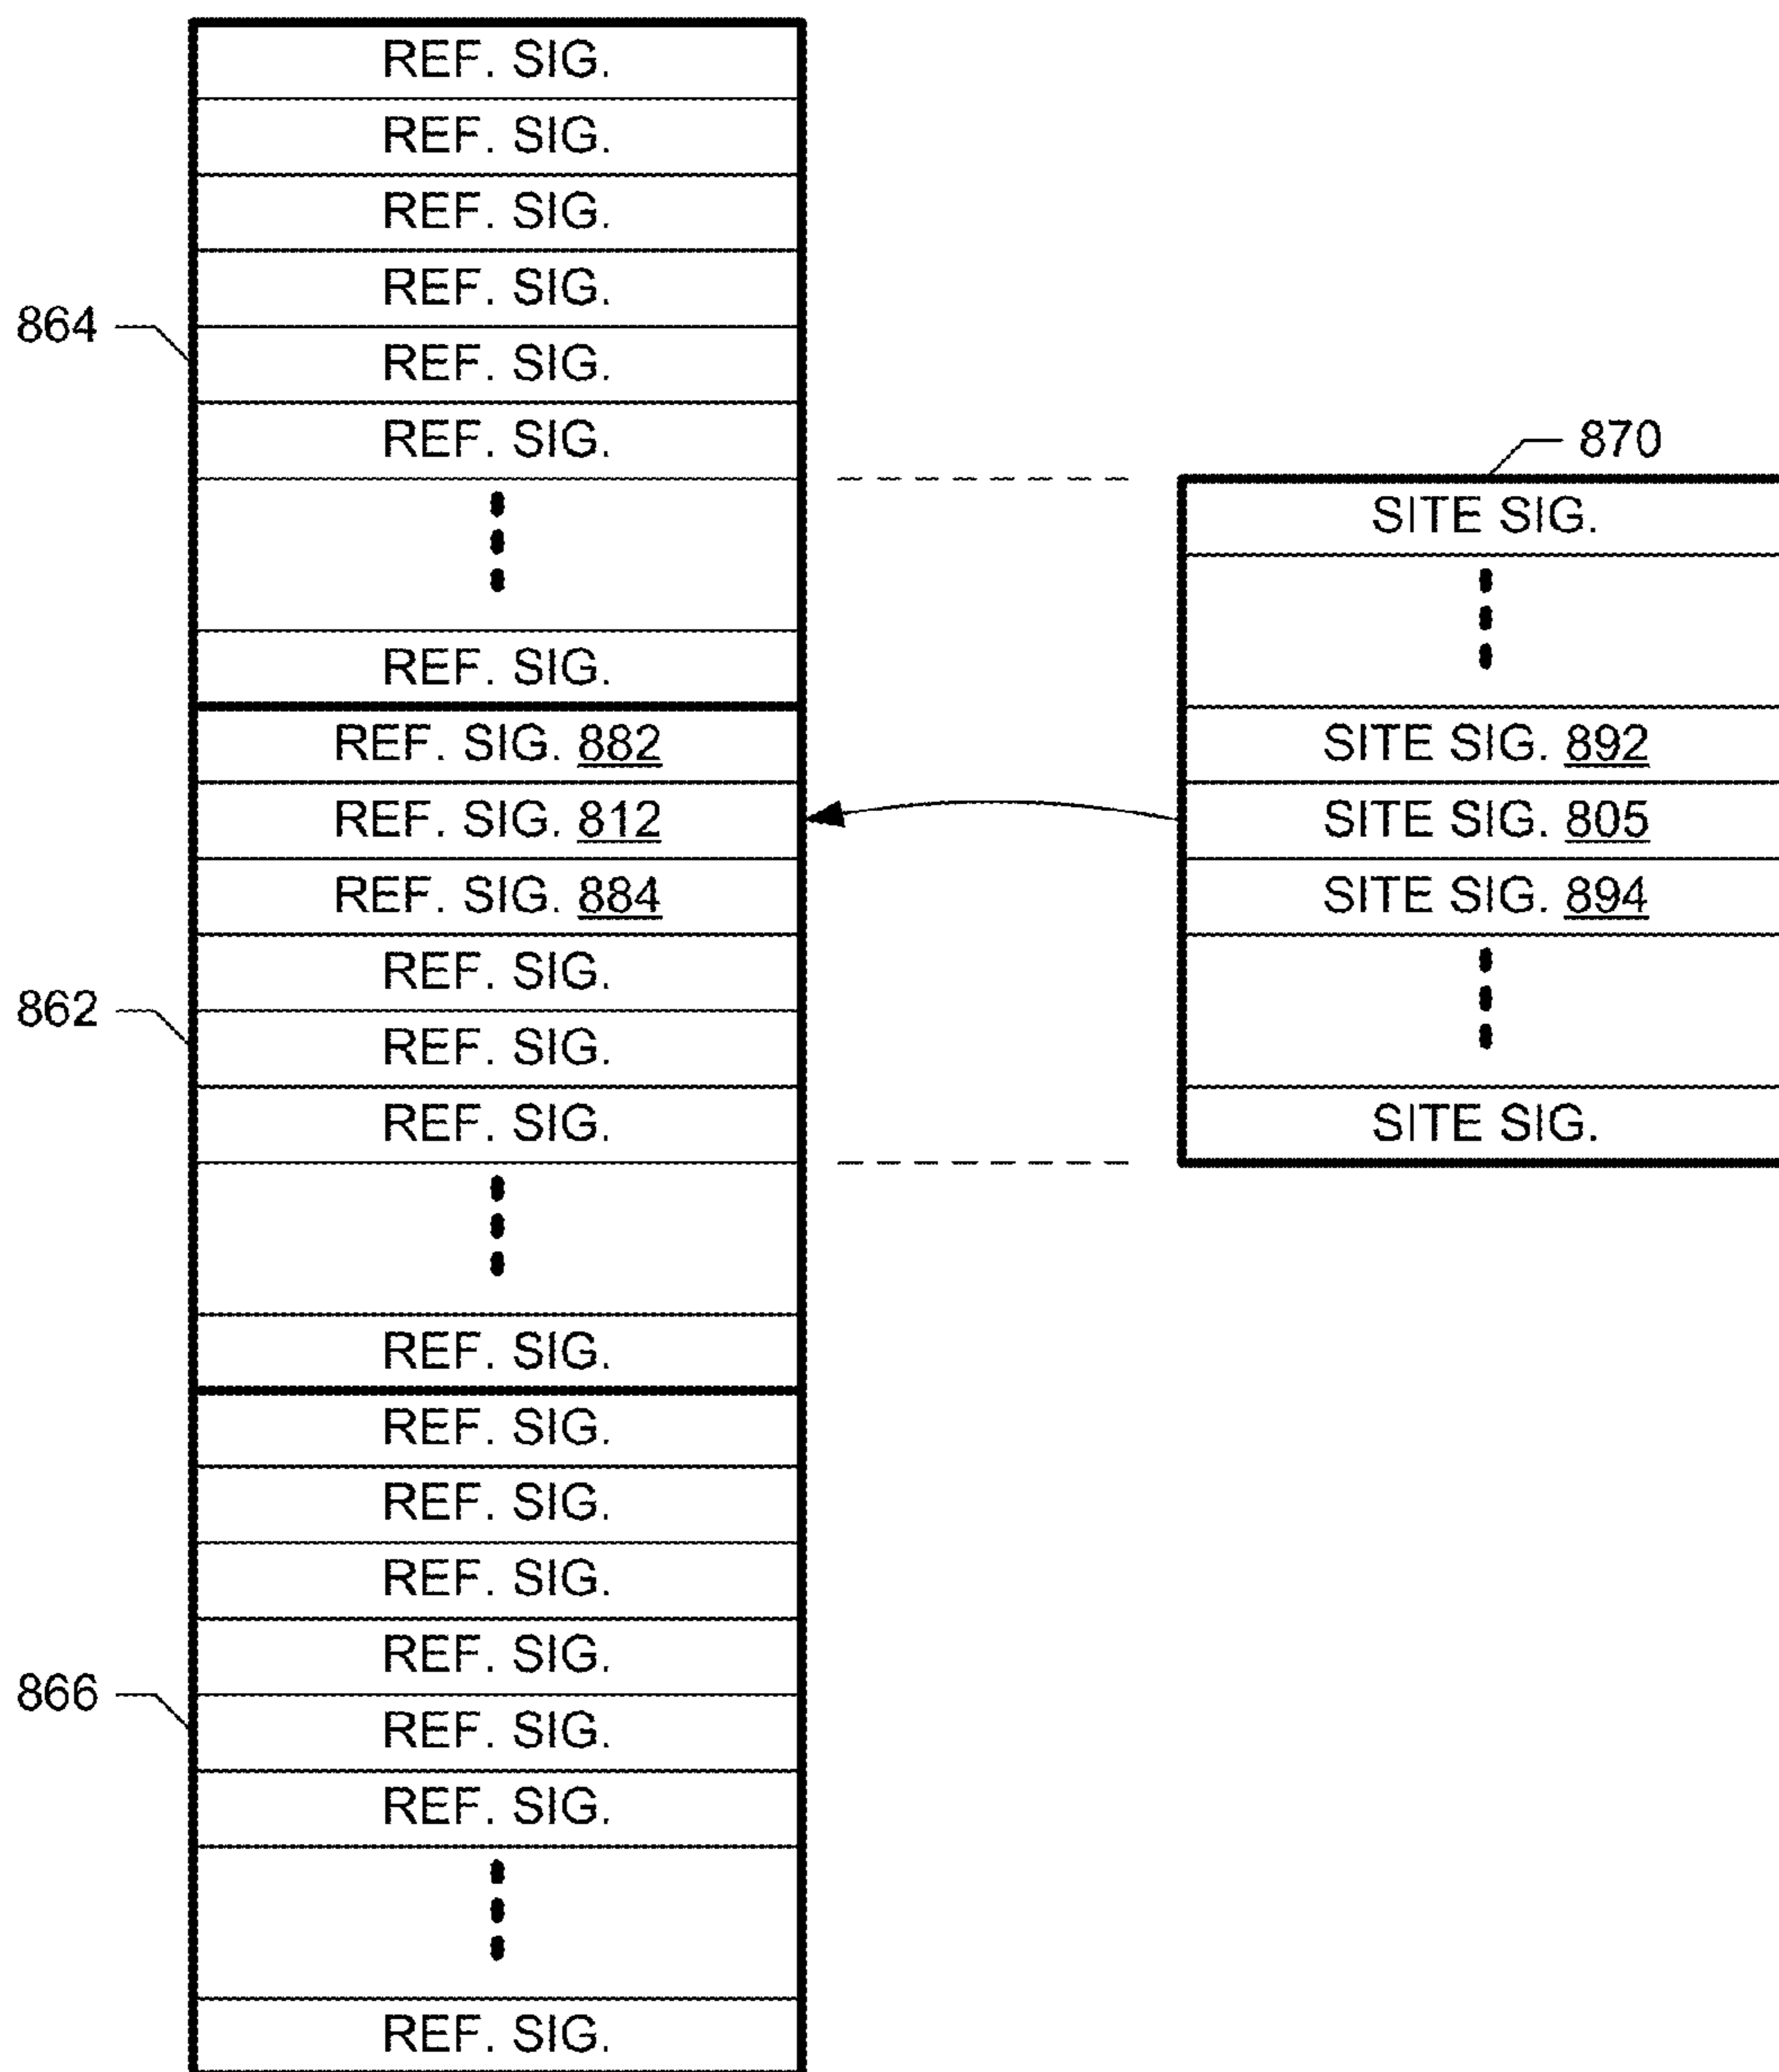 REF. SIG.
REF. SIG.
REF. SIG.
REF. SIG.
864
REF. SIG.
REF. SIG.
REF. SIG.
REF. SIG. 882
REF. SIG. 812
REF. SIG. 884
REF. SIG.
862
REF. SIG.
REF. SIG.
REF. SIG.
REF. SIG.
REF. SIG.
REF. SIG.
REF. SIG.
866
REF. SIG.
REF. SIG.
REF. SIG.
870
SITE SIG.
SITE SIG. 892
SITE SIG. 805
SITE SIG. 894
SITE SIG.